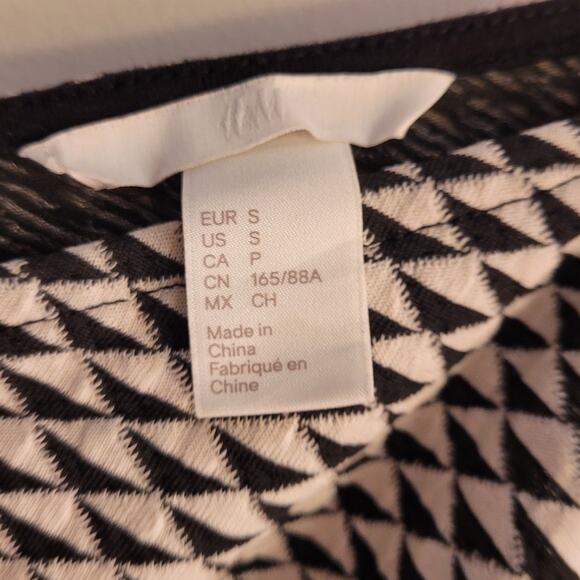 H&M
EUR S
US S
CA P
CN 165/88A
MX CH
Made in
China
Fabriqué en
Chine